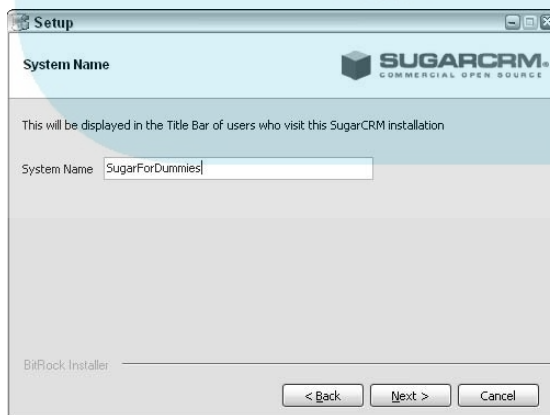 Setup
System Name
SUGARCRM.
COMMERCIAL OPEN SOURCE
This will be displayed in the Title Bar of users who visit this SugarCRM installation
System Name SugarForDummies
BitRock Installer
< Back Next > Cancel